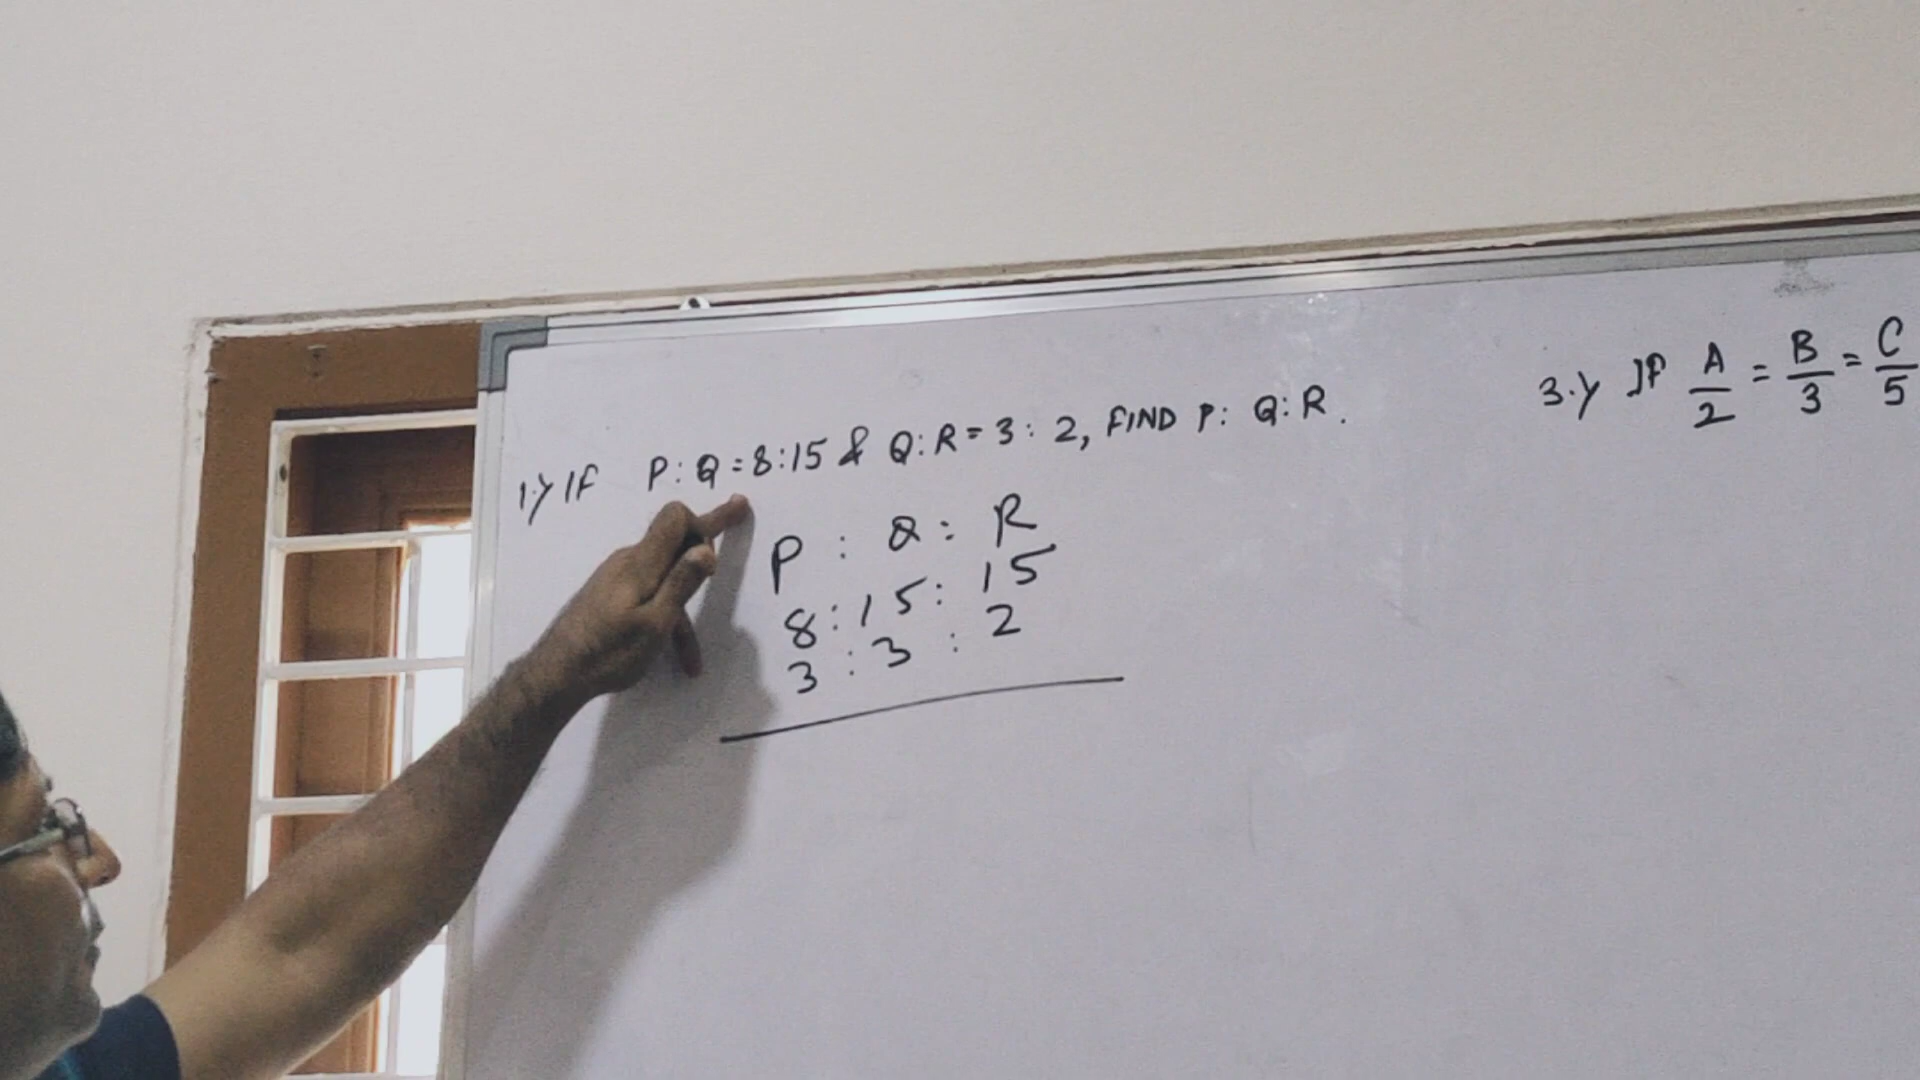 1.) IF P : Q = 8 : 15 & Q : R = 3 : 2, FIND P : Q : R.
P : Q : R
8 : 15 : 15
3 : 3 : 2
3.) IF A/2 = B/3 = C/5